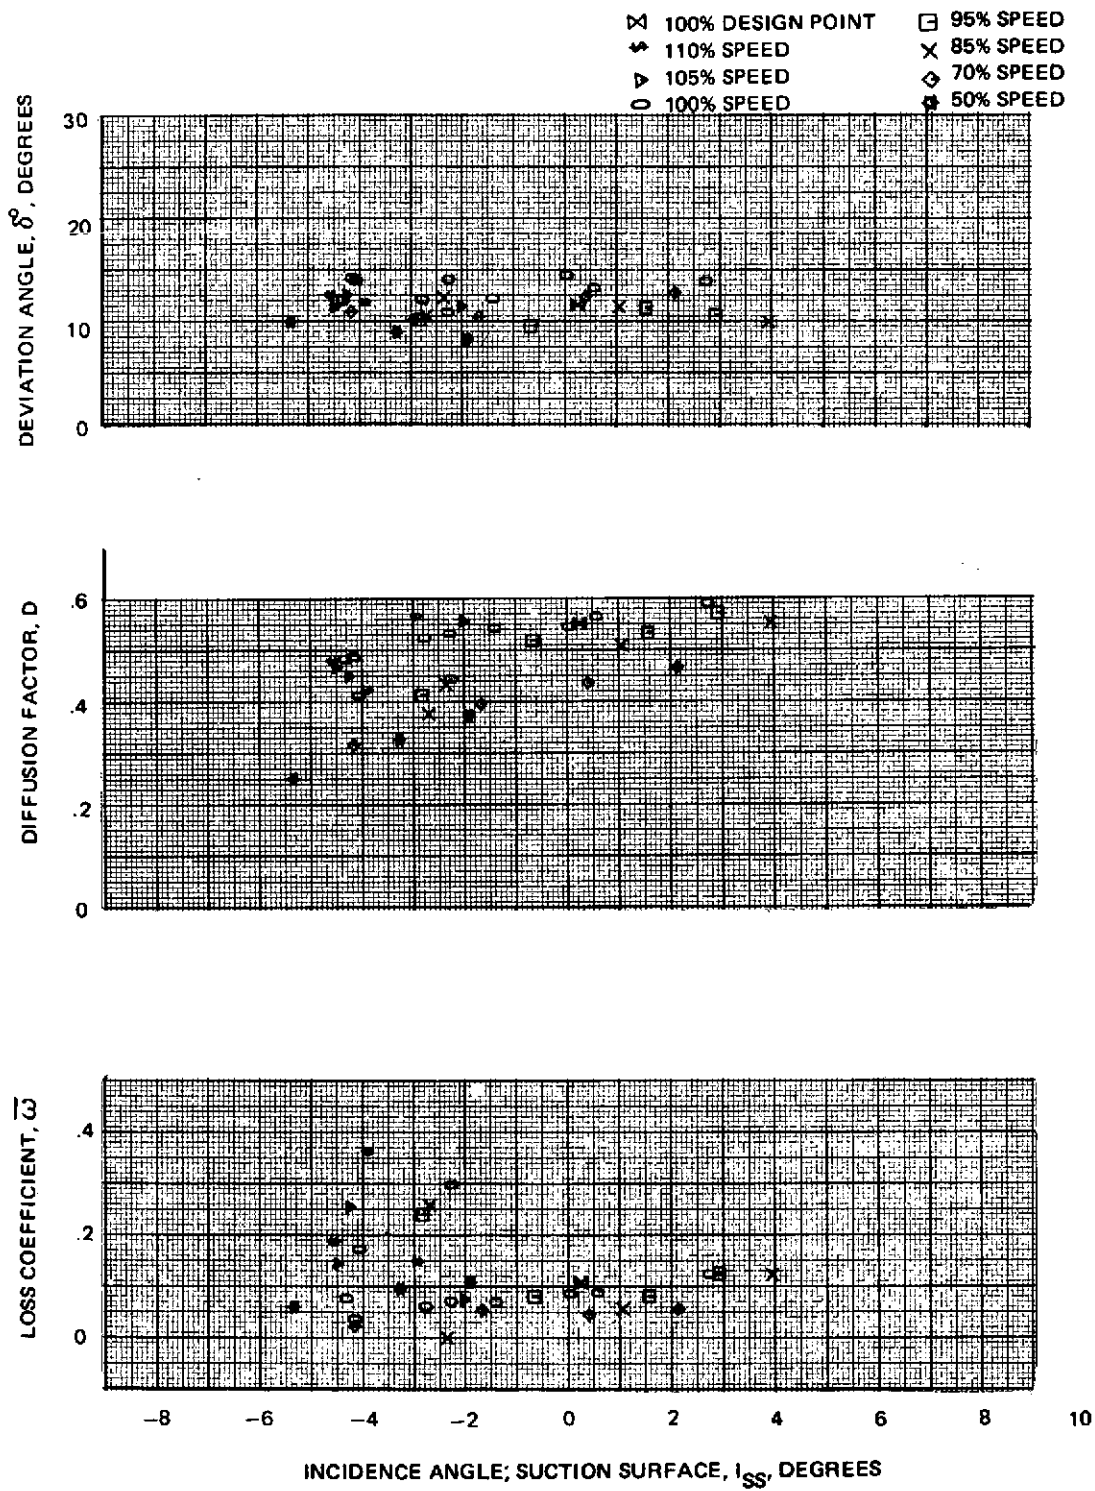 100% DESIGN POINT
110% SPEED
105% SPEED
100% SPEED
95% SPEED
85% SPEED
70% SPEED
50% SPEED
DEVIATION ANGLE, δ°, DEGREES
30
20
10
0
DIFFUSION FACTOR, D
.6
.4
.2
0
LOSS COEFFICIENT, ω̅
.4
.2
0
−8 −6 −4 −2 0 2 4 6 8 10
INCIDENCE ANGLE; SUCTION SURFACE, ISS, DEGREES